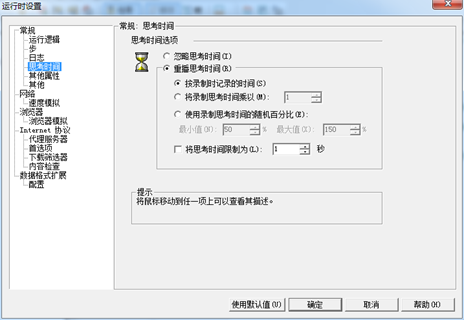 运行时设置
常规
运行逻辑
步
日志
思考时间
其他属性
其他
网络
速度模拟
浏览器
浏览器模拟
Internet 协议
代理服务器
首选项
下载筛选器
内容检查
数据格式扩展
配置
常规: 思考时间
思考时间选项
忽略思考时间(I)
重播思考时间(R)
按录制时记录的时间(S)
将录制思考时间乘以(M): 1
使用录制思考时间的随机百分比(E):
最小值(N): 50 % 最大值(X): 150 %
将思考时间限制为(L): 1 秒
提示
将鼠标移动到任一项上可以查看其描述。
使用默认值(U) 确定 取消 帮助(H)